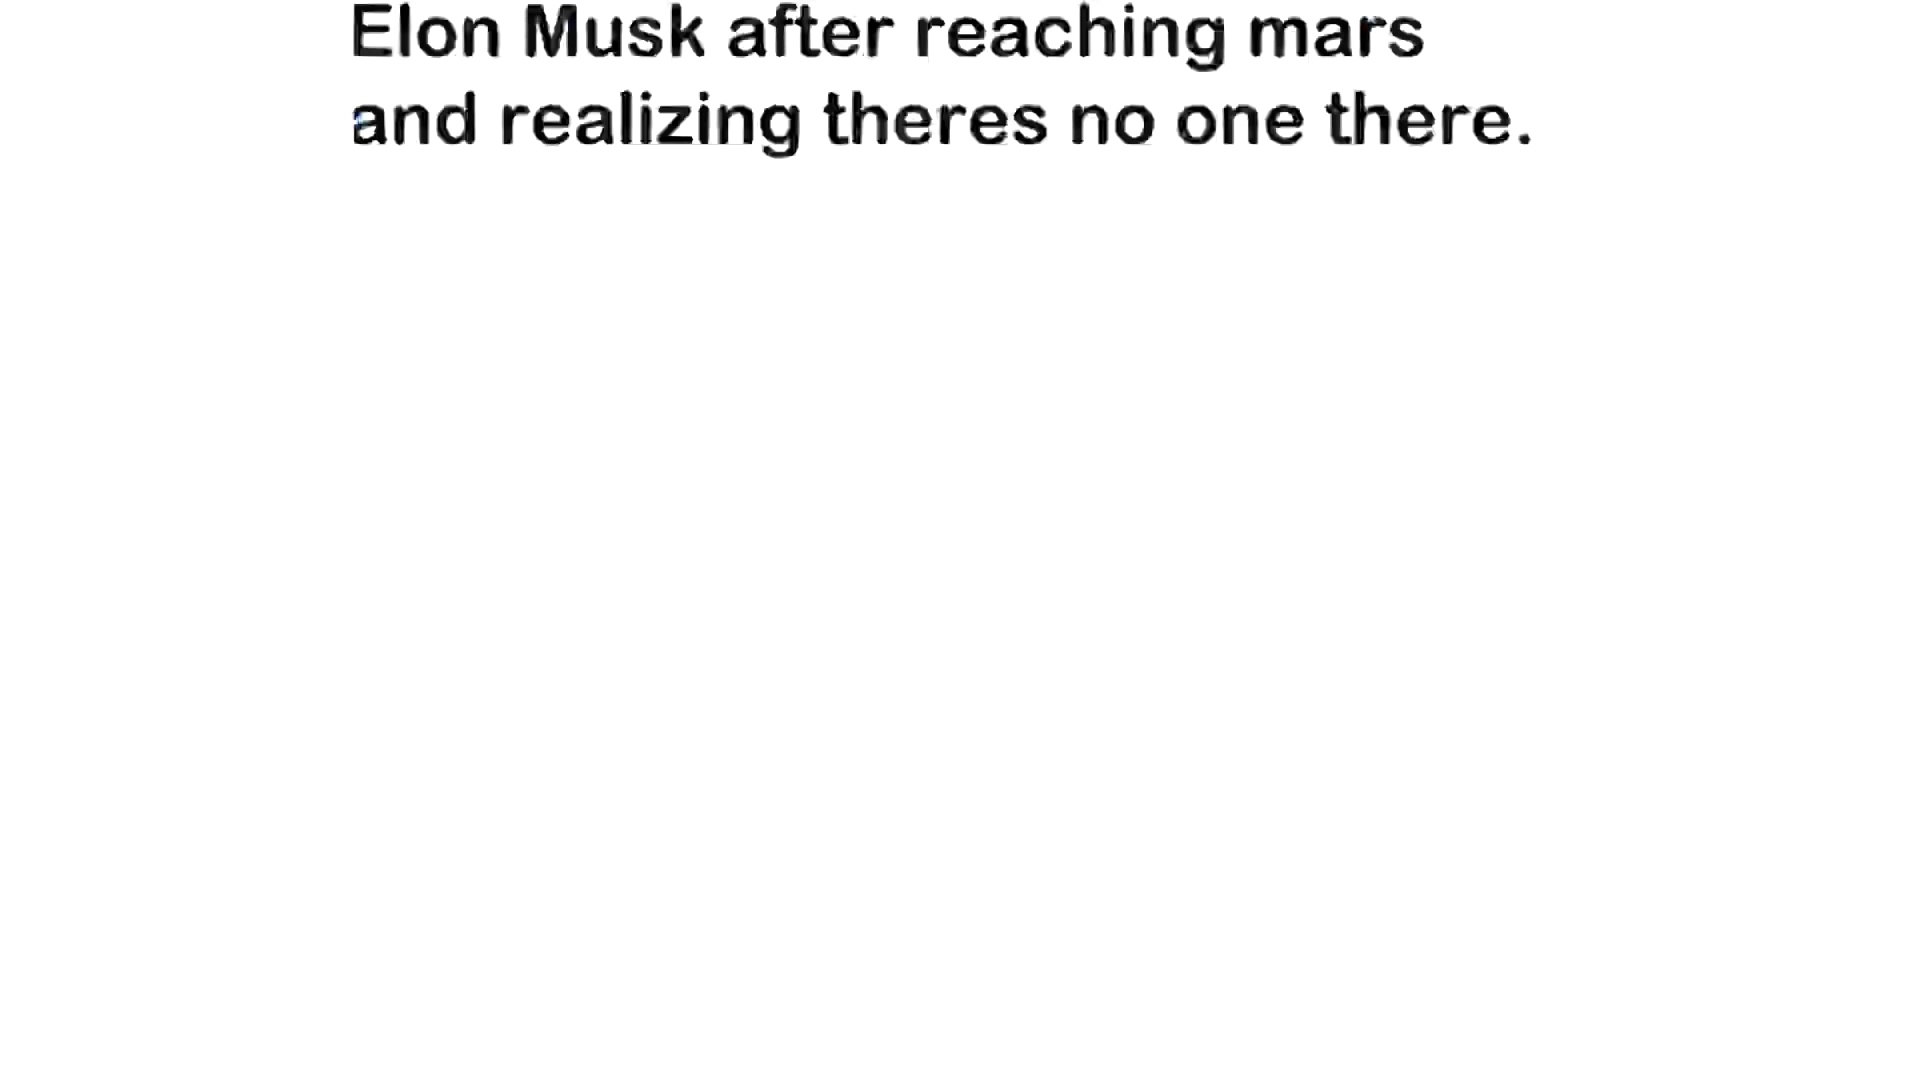 Elon Musk after reaching mars
and realizing theres no one there.